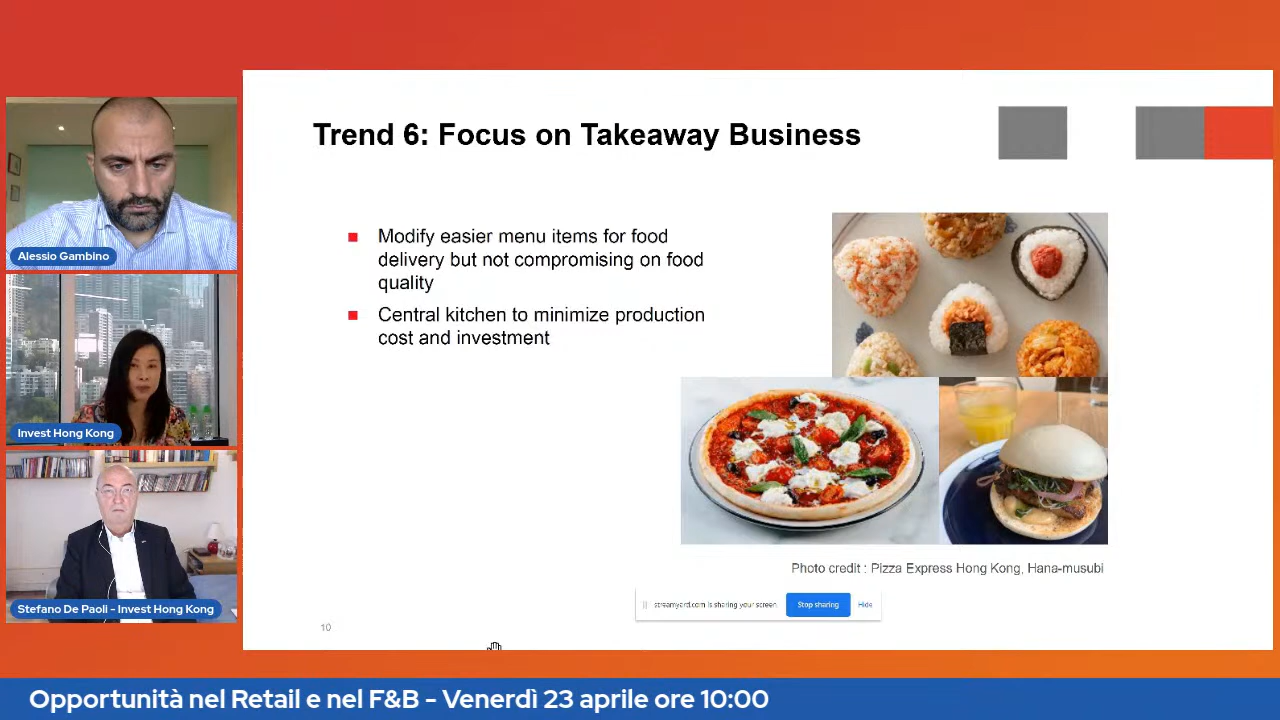 Trend 6: Focus on Takeaway Business
Modify easier menu items for food
delivery but not compromising on food
quality
Central kitchen to minimize production
cost and investment
Photo credit : Pizza Express Hong Kong, Hana-musubi
streamyard.com is sharing your screen.
Stop sharing
Hide
10
Alessio Gambino
Invest Hong Kong
Stefano De Paoli - Invest Hong Kong
Opportunità nel Retail e nel F&B - Venerdì 23 aprile ore 10:00